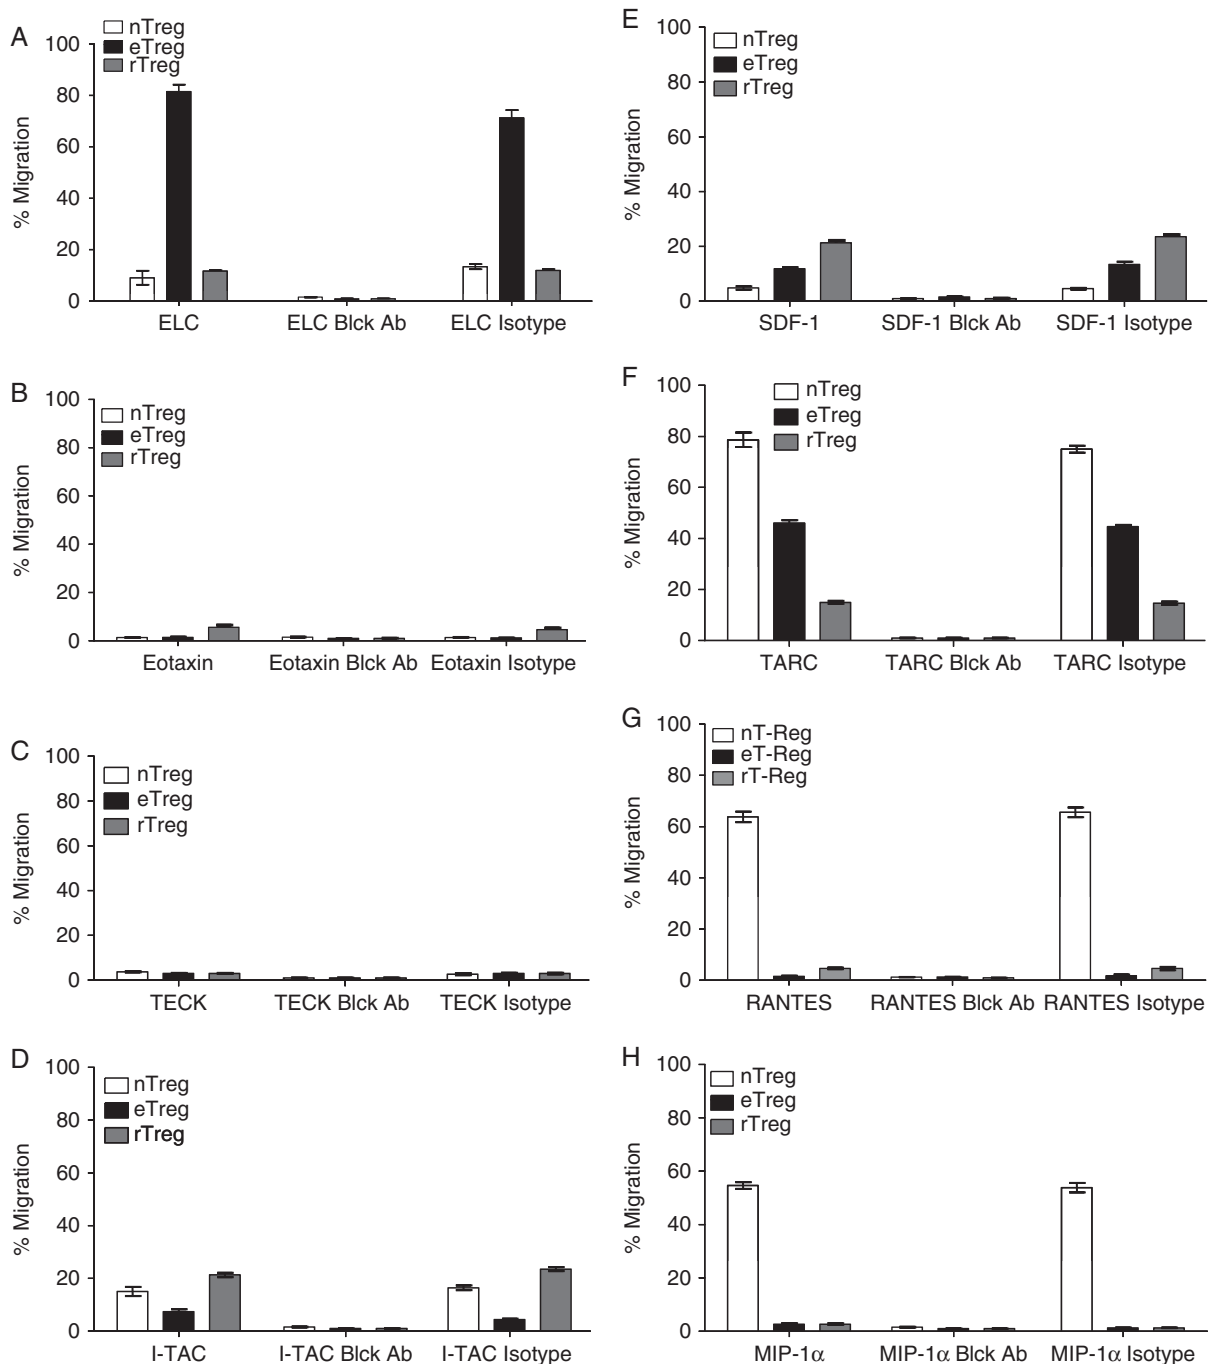 A
nTreg
eTreg
rTreg
100
80
60
40
20
0
% Migration
ELC
ELC Blck Ab
ELC Isotype
B
nTreg
eTreg
rTreg
100
80
60
40
20
0
% Migration
Eotaxin
Eotaxin Blck Ab
Eotaxin Isotype
C
nTreg
eTreg
rTreg
100
80
60
40
20
0
% Migration
TECK
TECK Blck Ab
TECK Isotype
D
nTreg
eTreg
rTreg
100
80
60
40
20
0
% Migration
I-TAC
I-TAC Blck Ab
I-TAC Isotype
E
nTreg
eTreg
rTreg
100
80
60
40
20
0
% Migration
SDF-1
SDF-1 Blck Ab
SDF-1 Isotype
F
nTreg
eTreg
rTreg
100
80
60
40
20
0
% Migration
TARC
TARC Blck Ab
TARC Isotype
G
nT-Reg
eT-Reg
rT-Reg
100
80
60
40
20
0
% Migration
RANTES
RANTES Blck Ab
RANTES Isotype
H
nTreg
eTreg
rTreg
100
80
60
40
20
0
% Migration
MIP-1α
MIP-1α Blck Ab
MIP-1α Isotype